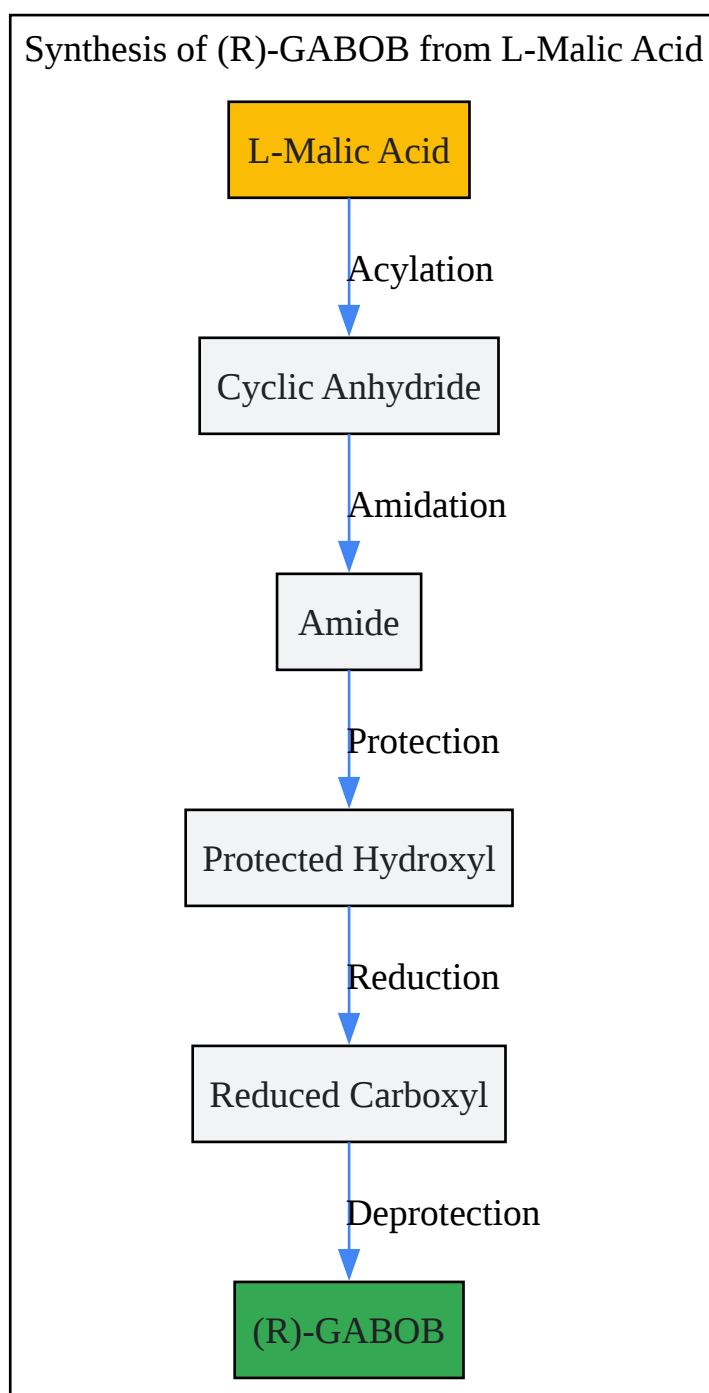 Synthesis of (R)-GABOB from L-Malic Acid
L-Malic Acid
Acylation
Cyclic Anhydride
Amidation
Amide
Protection
Protected Hydroxyl
Reduction
Reduced Carboxyl
Deprotection
(R)-GABOB